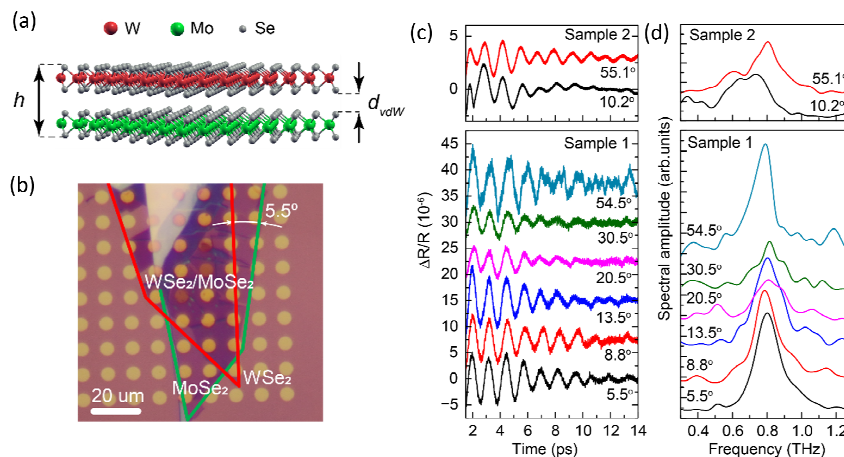 (a)
W
Mo
Se
h
d_vdW
(b)
5.5º
WSe₂/MoSe₂
MoSe₂
WSe₂
20 um
(c)
Sample 2
5
0
55.1°
10.2°
Sample 1
45
40
35
30
25
20
15
10
5
0
−5
54.5°
30.5°
20.5°
13.5°
8.8°
5.5°
ΔR/R (10⁻⁶)
2 4 6 8 10 12 14
Time (ps)
(d)
Sample 2
55.1°
10.2°
Sample 1
54.5°
30.5°
20.5°
13.5°
8.8°
5.5°
Spectral amplitude (arb.units)
0.4 0.6 0.8 1.0 1.2
Frequency (THz)